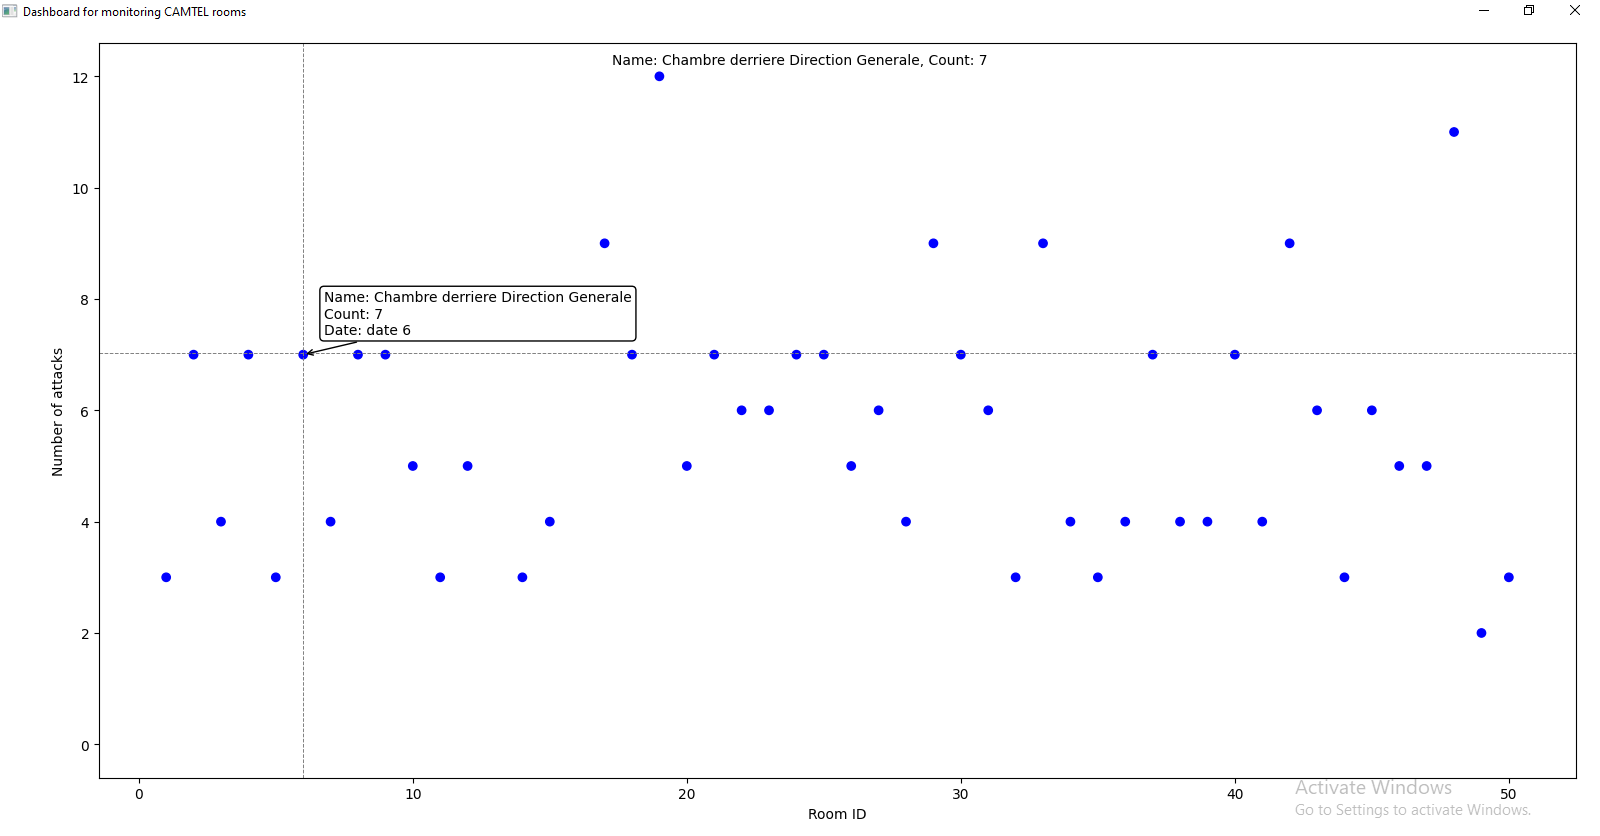 Dashboard for monitoring CAMTEL rooms
Name: Chambre derriere Direction Generale, Count: 7
12
10
8
6
4
2
0
Number of attacks
Name: Chambre derriere Direction Generale
Count: 7
Date: date 6
0 10 20 30 40 50
Room ID
Activate Windows
Go to Settings to activate Windows.